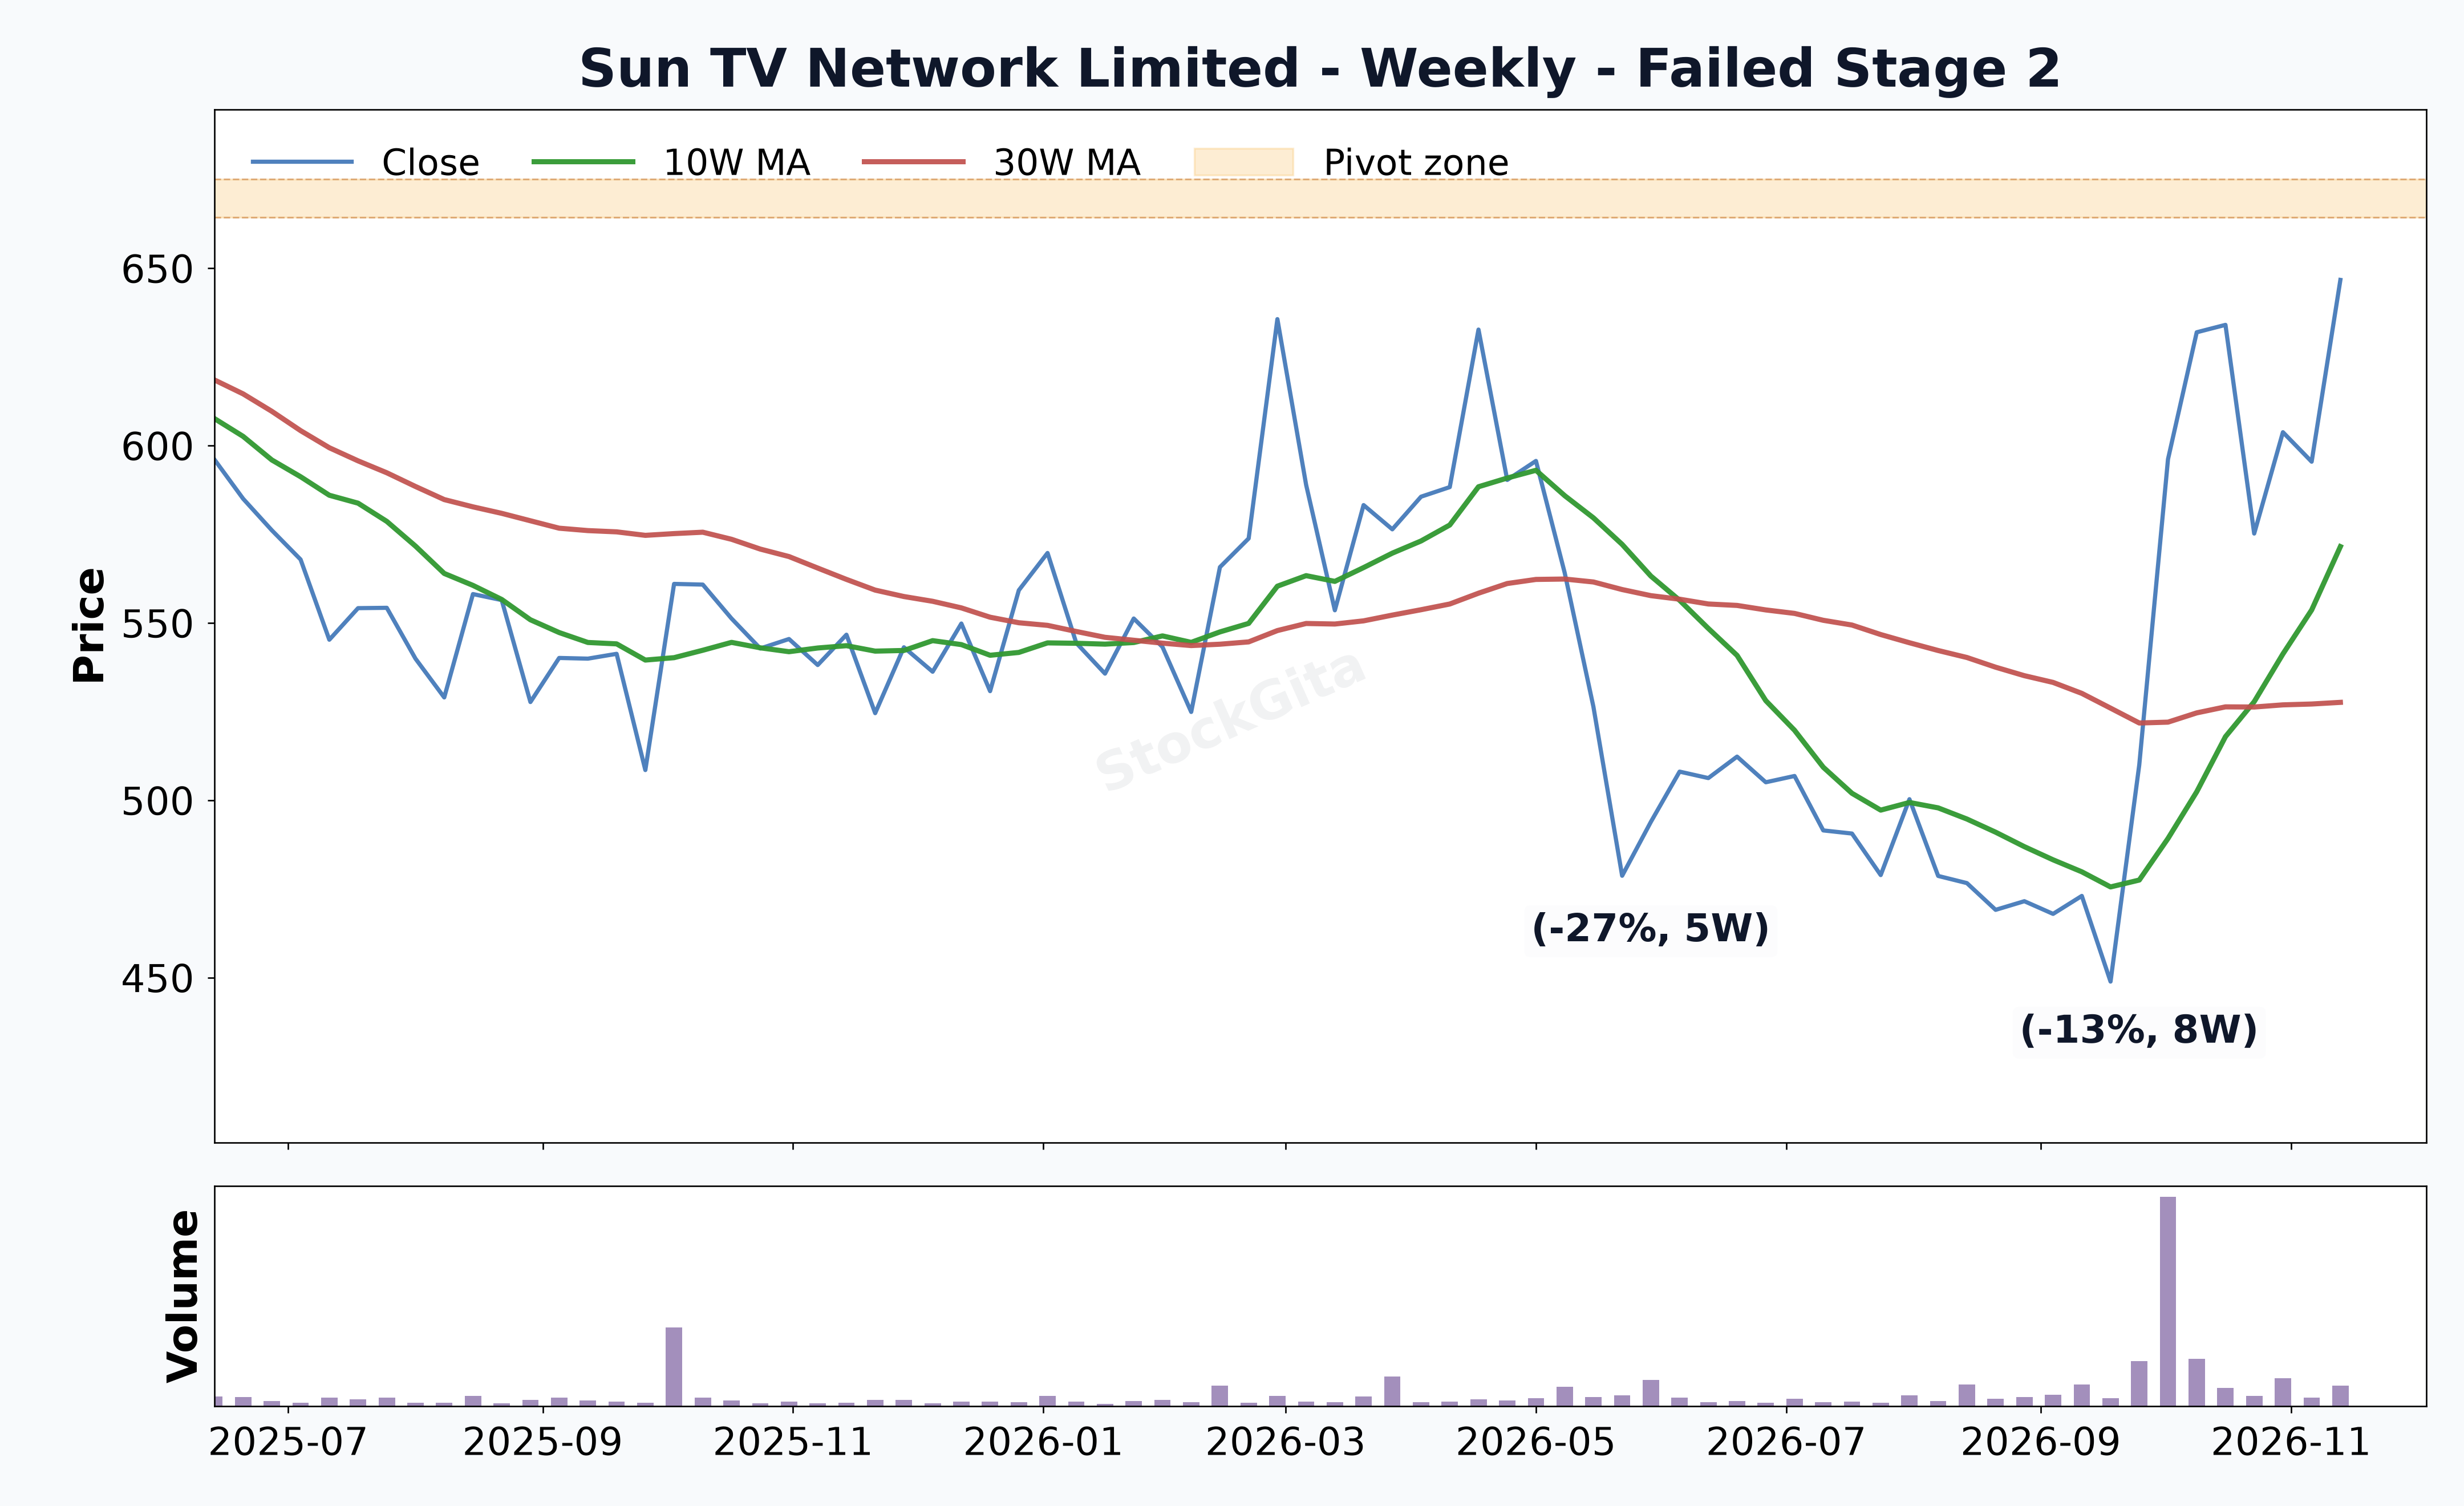 Sun TV Network Limited - Weekly - Failed Stage 2
Close 10W MA 30W MA Pivot zone
650
600
550
500
450
Price
StockGita
(-27%, 5W)
(-13%, 8W)
Volume
2025-07 2025-09 2025-11 2026-01 2026-03 2026-05 2026-07 2026-09 2026-11